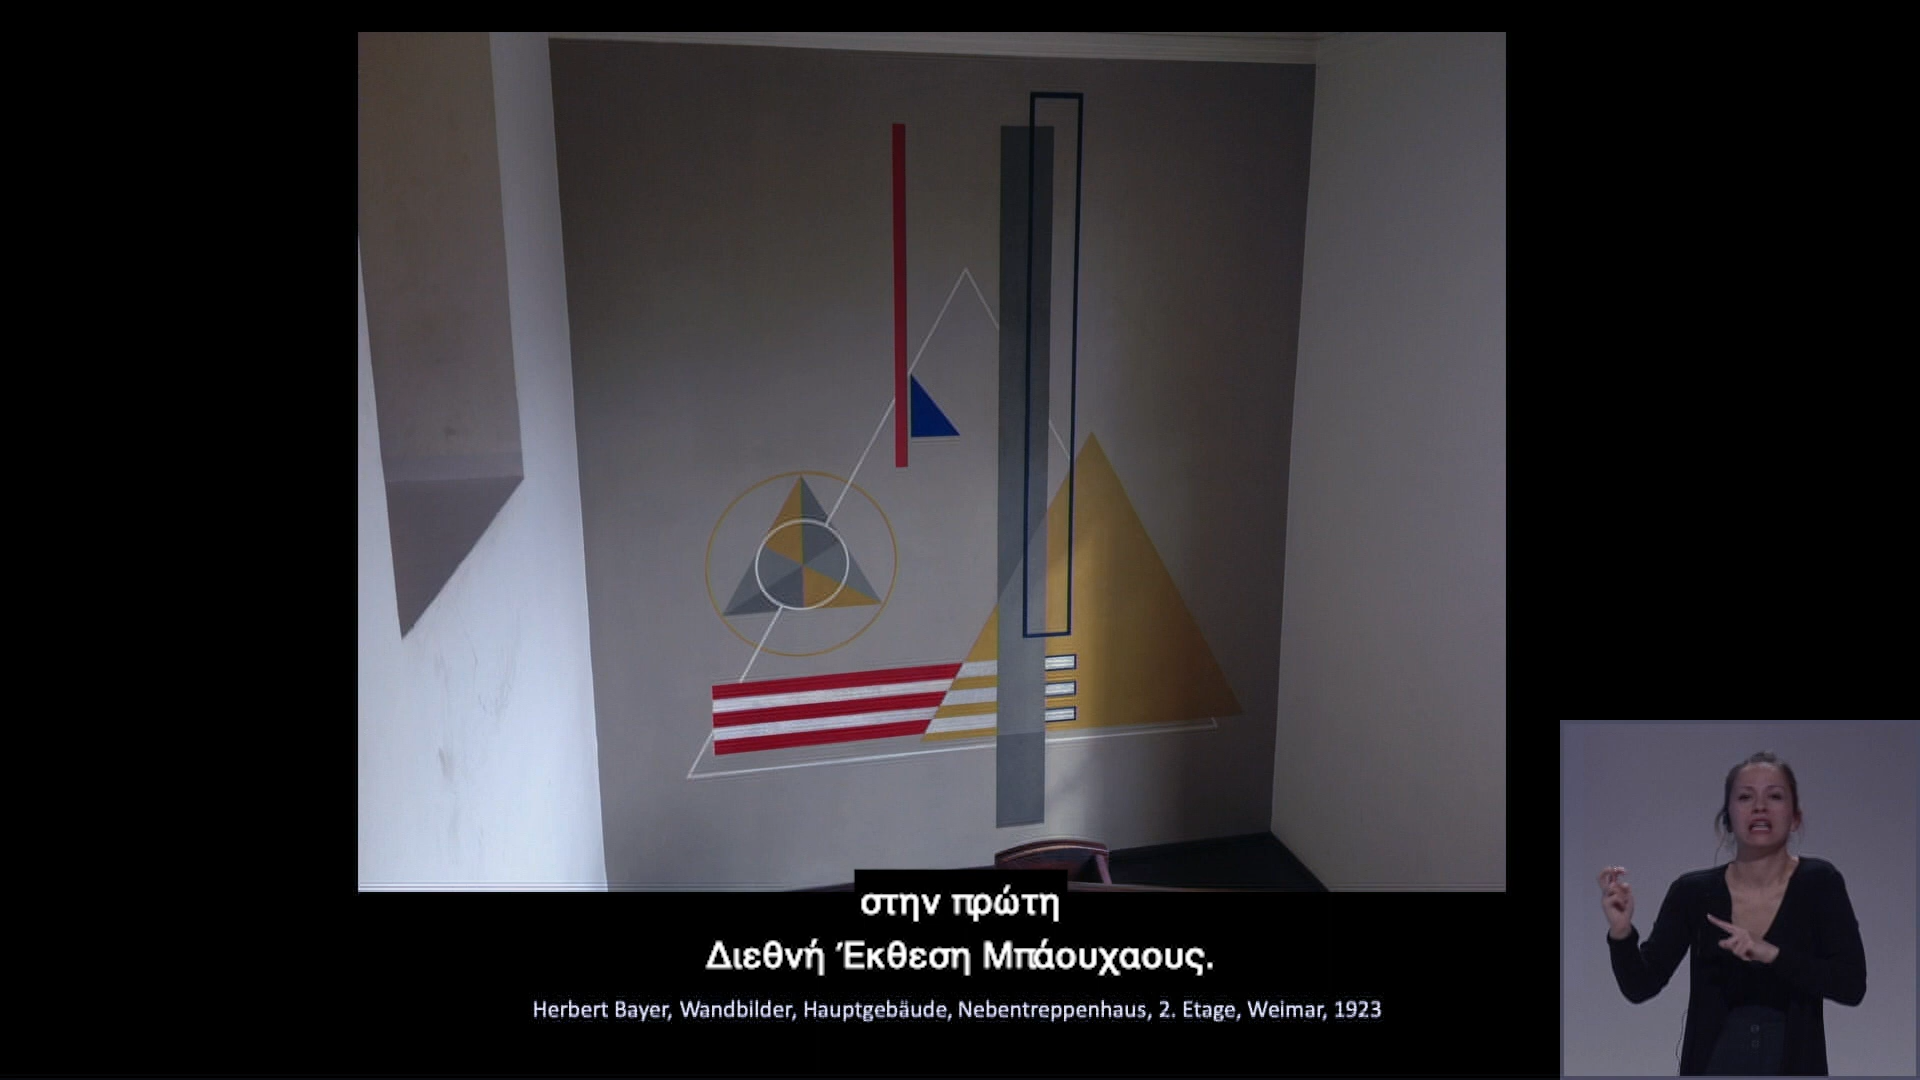 στην πρώτη
Διεθνή Έκθεση Μπάουχαους.
Herbert Bayer, Wandbilder, Hauptgebäude, Nebentreppenhaus, 2. Etage, Weimar, 1923